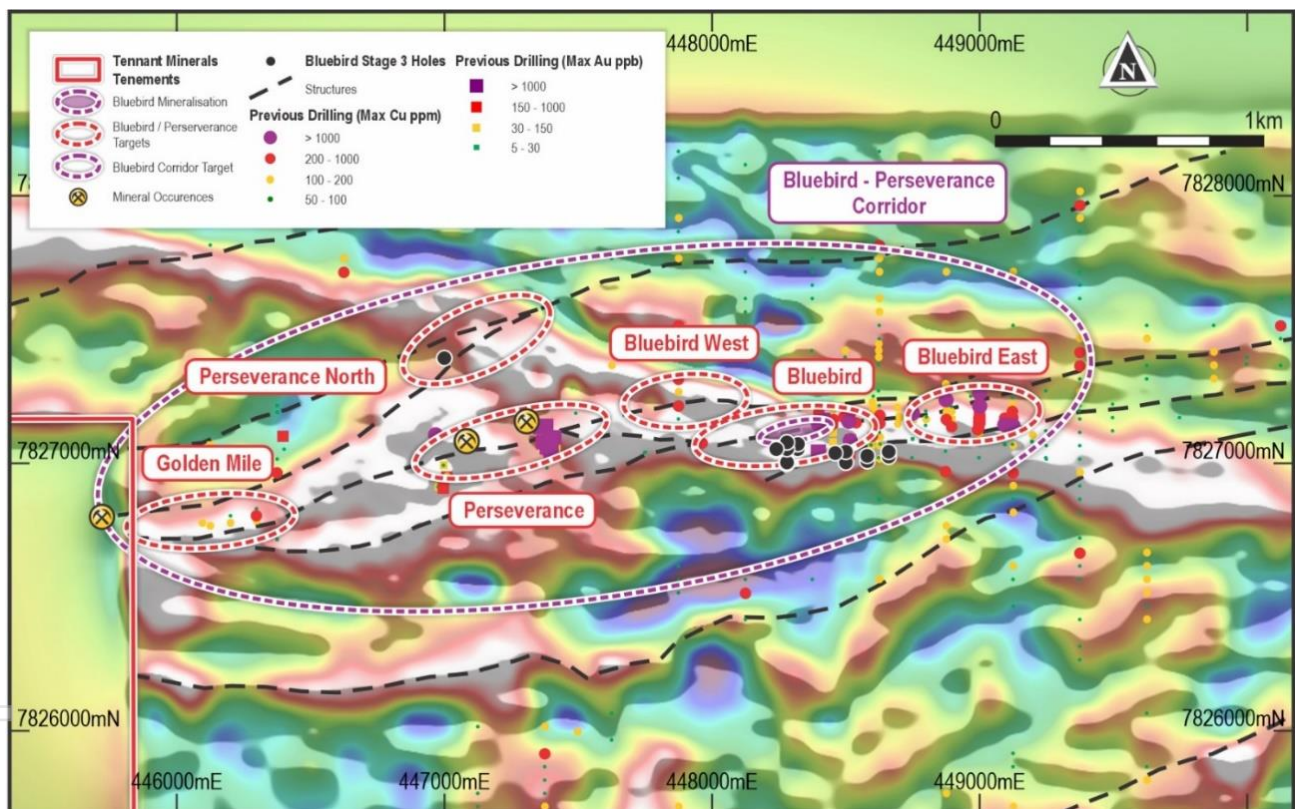 448000mE
449000mE
Tennant Minerals
Tenements
Bluebird Mineralisation
Bluebird / Perserverance
Targets
Bluebird Corridor Target
Mineral Occurences
Bluebird Stage 3 Holes
Structures
Previous Drilling (Max Cu ppm)
> 1000
200 - 1000
100 - 200
50 - 100
Previous Drilling (Max Au ppb)
> 1000
150 - 1000
30 - 150
5 - 30
N
0
1km
7828000mN
Bluebird - Perseverance
Corridor
Perseverance North
Bluebird West
Bluebird
Bluebird East
7827000mN
Golden Mile
Perseverance
7827000mN
7826000mN
7826000mN
446000mE
447000mE
448000mE
449000mE